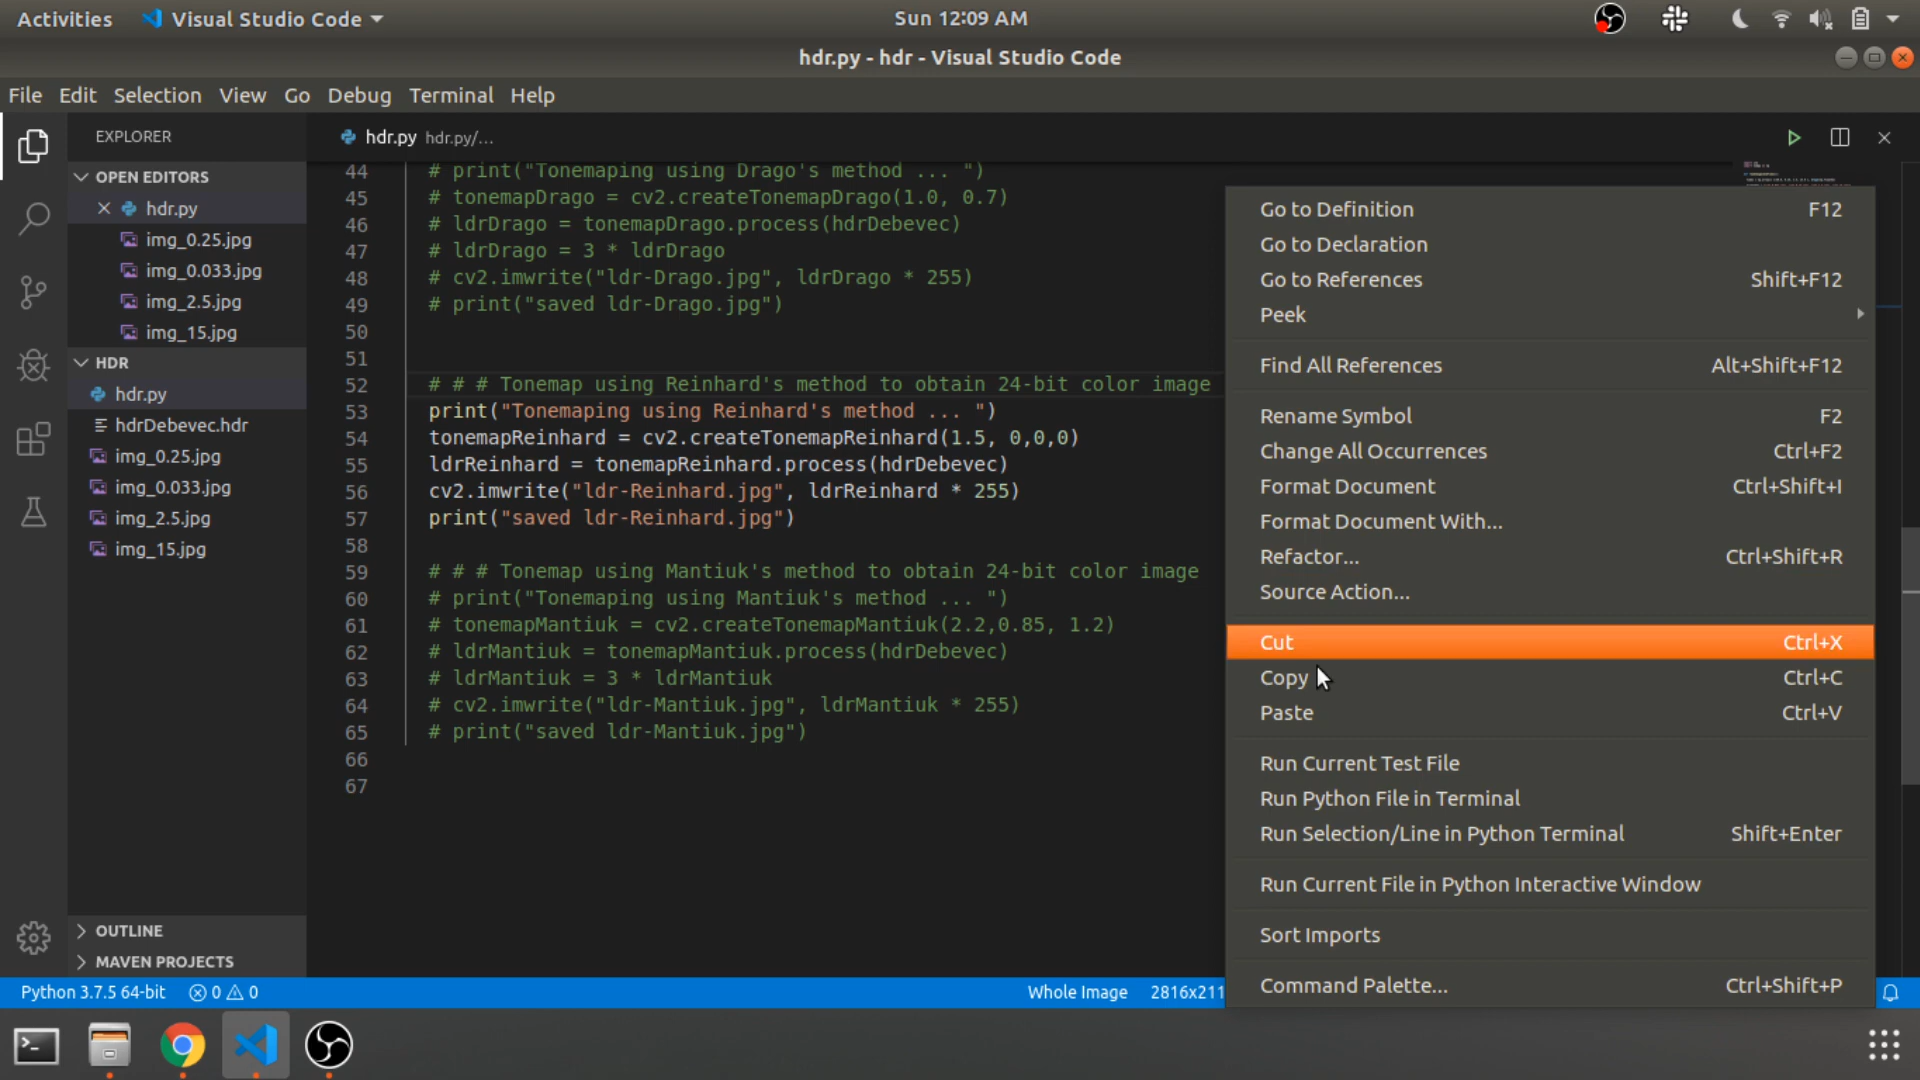 Activities Visual Studio Code Sun 12:09 AM
hdr.py - hdr - Visual Studio Code
File Edit Selection View Go Debug Terminal Help
EXPLORER
OPEN EDITORS
hdr.py
img_0.25.jpg
img_0.033.jpg
img_2.5.jpg
img_15.jpg
HDR
hdr.py
hdrDebevec.hdr
img_0.25.jpg
img_0.033.jpg
img_2.5.jpg
img_15.jpg
OUTLINE
MAVEN PROJECTS
hdr.py hdr.py/...
44 # print("Tonemaping using Drago's method ... ")
45 # tonemapDrago = cv2.createTonemapDrago(1.0, 0.7)
46 # ldrDrago = tonemapDrago.process(hdrDebevec)
47 # ldrDrago = 3 * ldrDrago
48 # cv2.imwrite("ldr-Drago.jpg", ldrDrago * 255)
49 # print("saved ldr-Drago.jpg")
50
51
52 # # # Tonemap using Reinhard's method to obtain 24-bit color image
53 print("Tonemaping using Reinhard's method ... ")
54 tonemapReinhard = cv2.createTonemapReinhard(1.5, 0,0,0)
55 ldrReinhard = tonemapReinhard.process(hdrDebevec)
56 cv2.imwrite("ldr-Reinhard.jpg", ldrReinhard * 255)
57 print("saved ldr-Reinhard.jpg")
58
59 # # # Tonemap using Mantiuk's method to obtain 24-bit color image
60 # print("Tonemaping using Mantiuk's method ... ")
61 # tonemapMantiuk = cv2.createTonemapMantiuk(2.2,0.85, 1.2)
62 # ldrMantiuk = tonemapMantiuk.process(hdrDebevec)
63 # ldrMantiuk = 3 * ldrMantiuk
64 # cv2.imwrite("ldr-Mantiuk.jpg", ldrMantiuk * 255)
65 # print("saved ldr-Mantiuk.jpg")
66
67
Go to Definition F12
Go to Declaration
Go to References Shift+F12
Peek
Find All References Alt+Shift+F12
Rename Symbol F2
Change All Occurrences Ctrl+F2
Format Document Ctrl+Shift+I
Format Document With...
Refactor... Ctrl+Shift+R
Source Action...
Cut Ctrl+X
Copy Ctrl+C
Paste Ctrl+V
Run Current Test File
Run Python File in Terminal
Run Selection/Line in Python Terminal Shift+Enter
Run Current File in Python Interactive Window
Sort Imports
Command Palette... Ctrl+Shift+P
Python 3.7.5 64-bit 0 0 Whole Image 2816x211